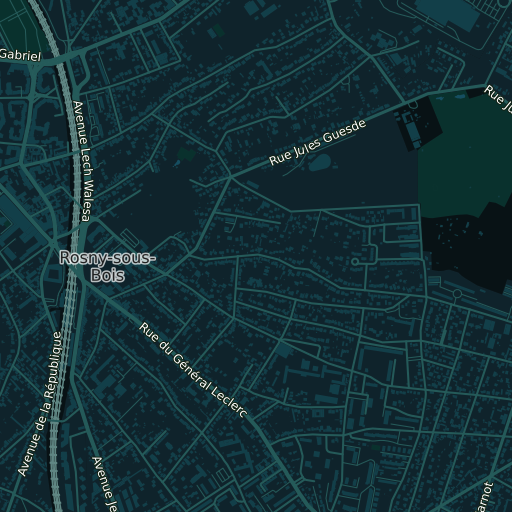 Gabriel
Rue Ju
Rue Jules Guesde
Avenue Lech Walesa
Rosny-sous-
Bois
Rue du Général Leclerc
Avenue de la République
Avenue Je
arnot